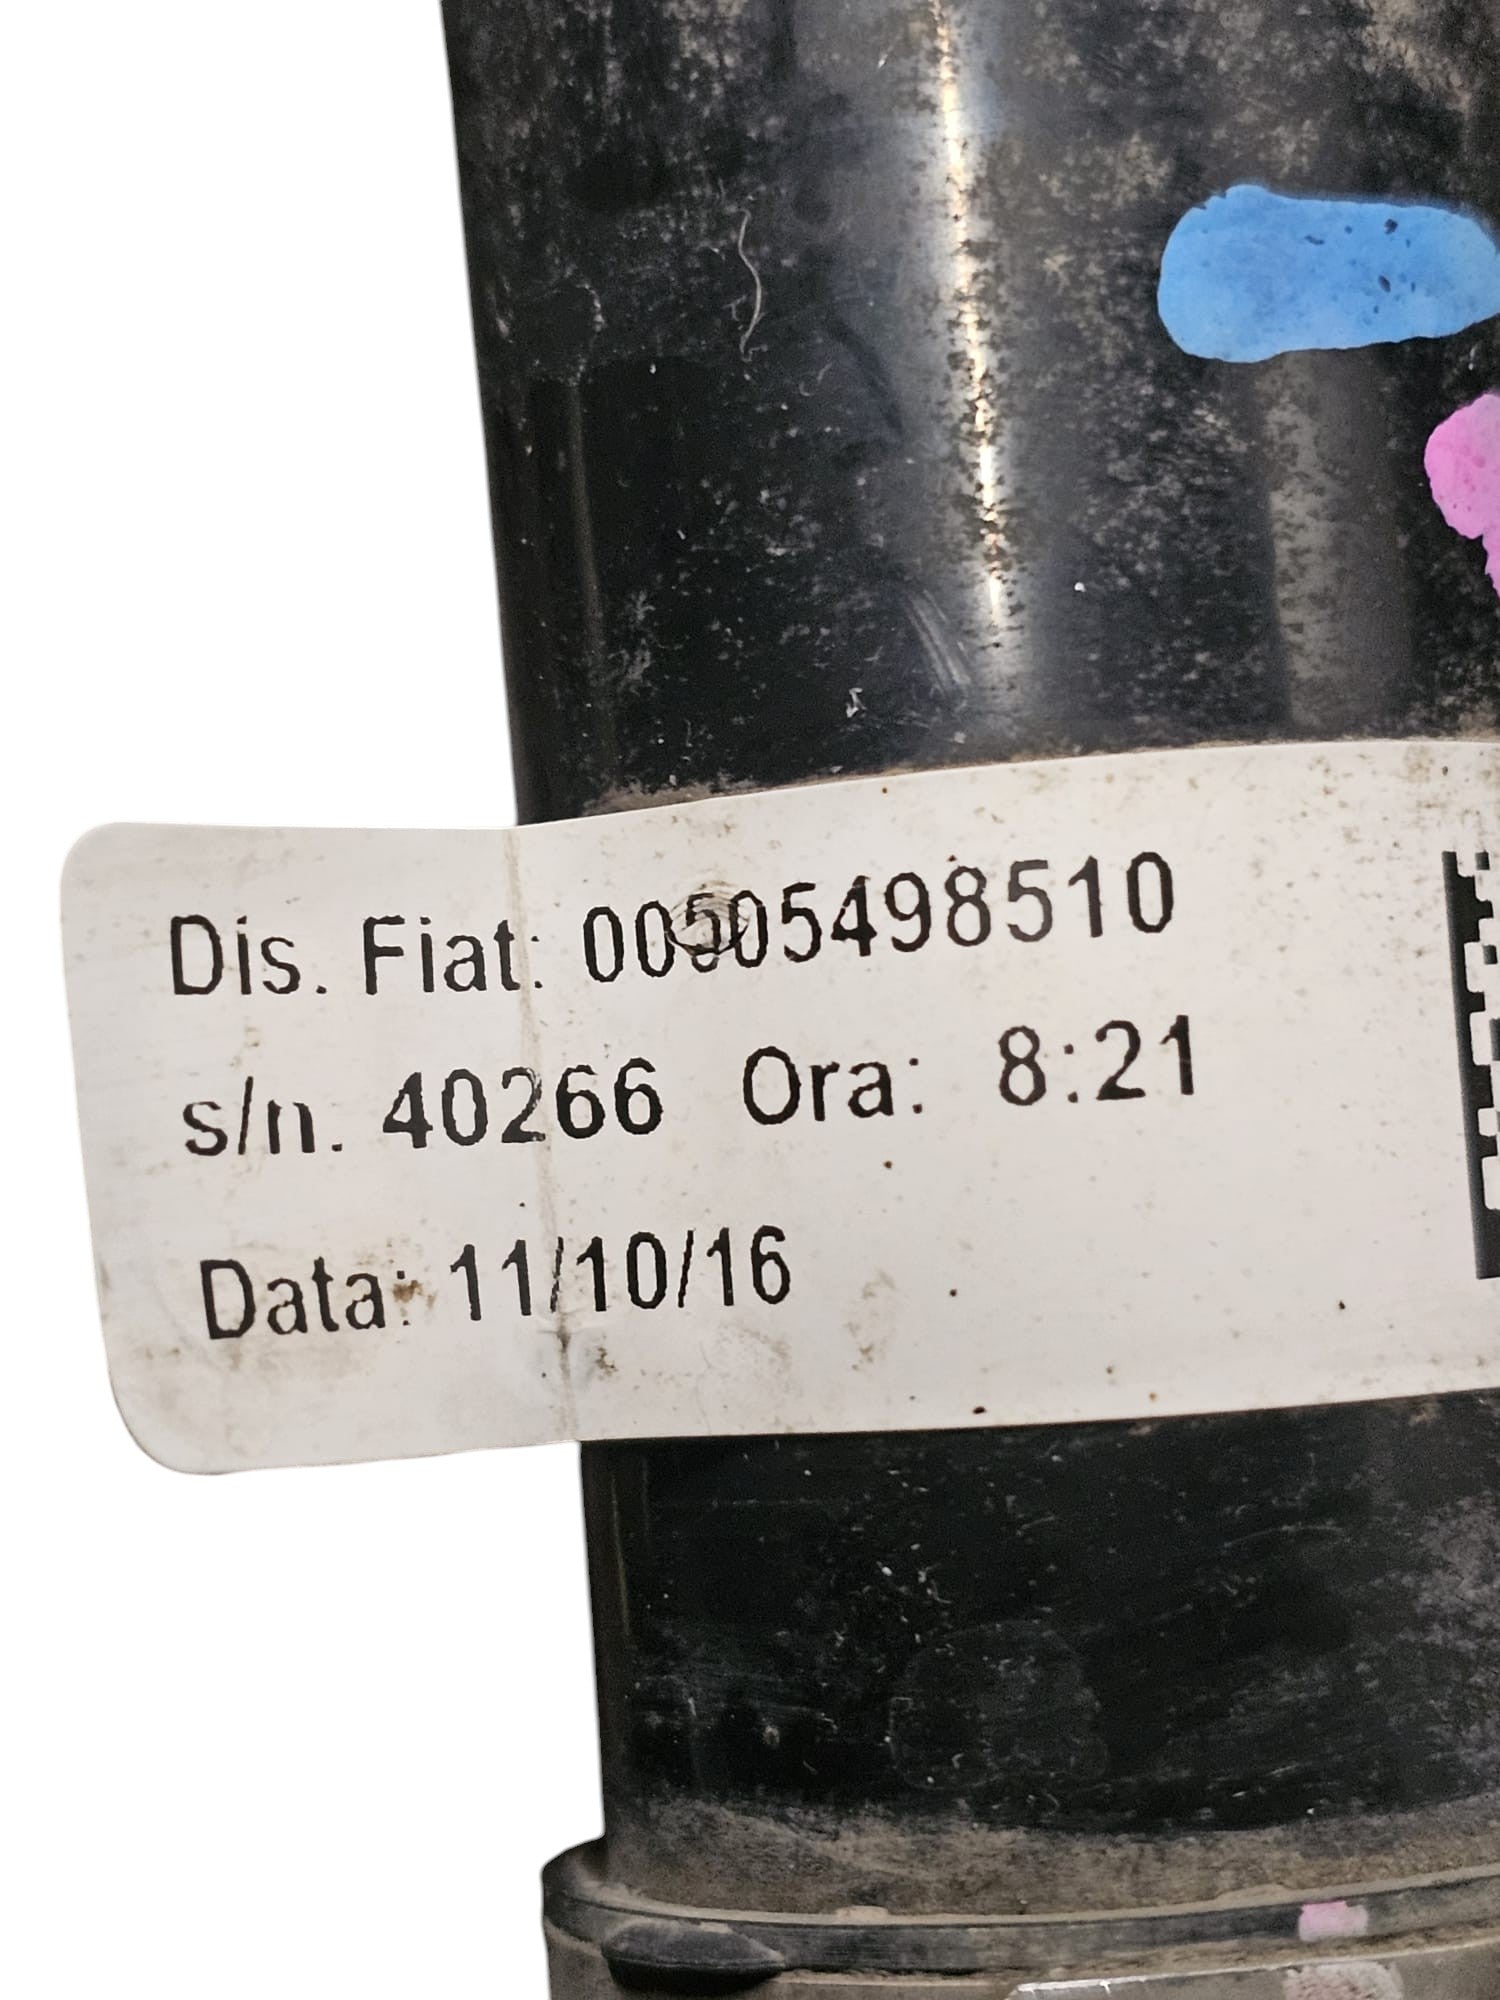 Dis. Fiat: 00505498510
s/n. 40266 Ora: 8:21
Data: 11/10/16